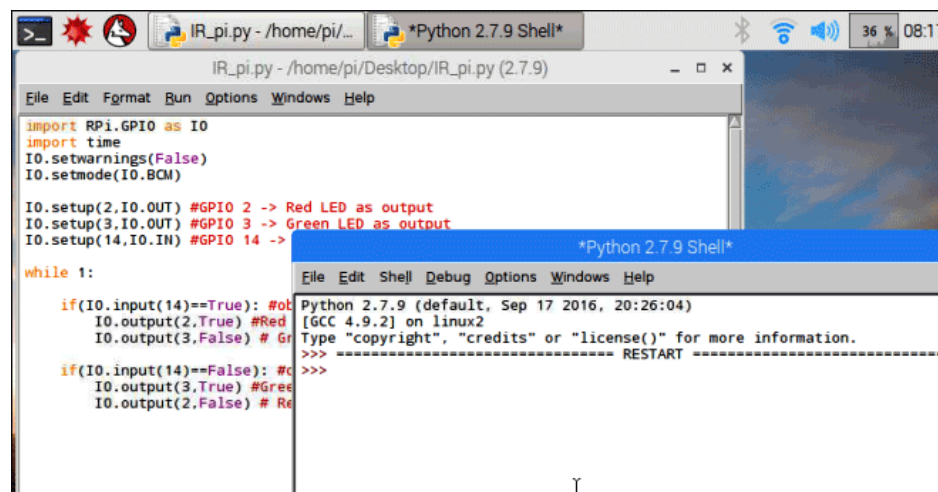 IR_pi.py - /home/pi/... *Python 2.7.9 Shell* 36 % 08:1
IR_pi.py - /home/pi/Desktop/IR_pi.py (2.7.9)
File Edit Format Run Options Windows Help
import RPi.GPIO as IO
import time
IO.setwarnings(False)
IO.setmode(IO.BCM)
IO.setup(2,IO.OUT) #GPIO 2 -> Red LED as output
IO.setup(3,IO.OUT) #GPIO 3 -> Green LED as output
IO.setup(14,IO.IN) #GPIO 14 ->
while 1:
if(IO.input(14)==True): #ob
IO.output(2,True) #Red
IO.output(3,False) # Gr
if(IO.input(14)==False): #
IO.output(3,True) #Gree
IO.output(2,False) # Re
*Python 2.7.9 Shell*
File Edit Shell Debug Options Windows Help
Python 2.7.9 (default, Sep 17 2016, 20:26:04)
[GCC 4.9.2] on linux2
Type "copyright", "credits" or "license()" for more information.
>>> ================================ RESTART ============================
>>>